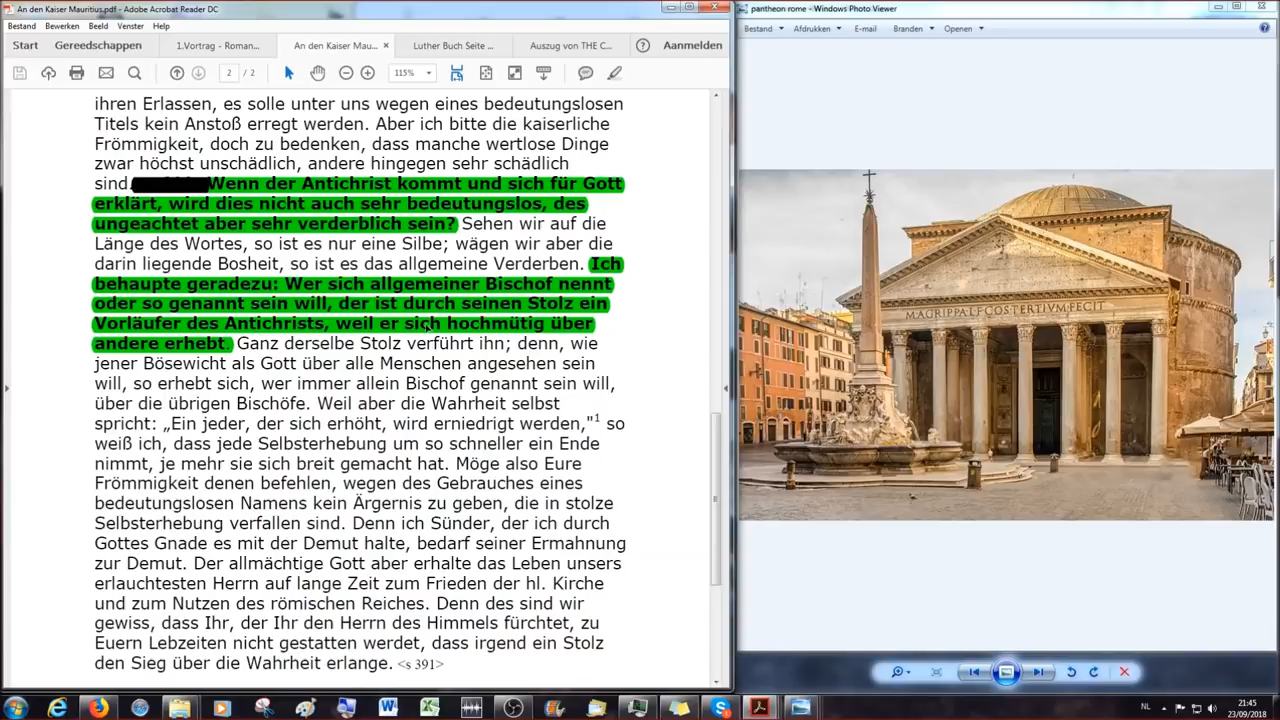 An den Kaiser Mauritius.pdf - Adobe Acrobat Reader DC
Bestand Bewerken Beeld Venster Help
Start Gereedschappen 1.Vortrag - Roman... An den Kaiser Mau... × Luther Buch Seite ... Auszug von THE C... Aanmelden
2 / 2 115%
ihren Erlassen, es solle unter uns wegen eines bedeutungslosen
Titels kein Anstoß erregt werden. Aber ich bitte die kaiserliche
Frömmigkeit, doch zu bedenken, dass manche wertlose Dinge
zwar höchst unschädlich, andere hingegen sehr schädlich
sind. Wenn der Antichrist kommt und sich für Gott
erklärt, wird dies nicht auch sehr bedeutungslos, des
ungeachtet aber sehr verderblich sein? Sehen wir auf die
Länge des Wortes, so ist es nur eine Silbe; wägen wir aber die
darin liegende Bosheit, so ist es das allgemeine Verderben. Ich
behaupte geradezu: Wer sich allgemeiner Bischof nennt
oder so genannt sein will, der ist durch seinen Stolz ein
Vorläufer des Antichrists, weil er sich hochmütig über
andere erhebt. Ganz derselbe Stolz verführt ihn; denn, wie
jener Bösewicht als Gott über alle Menschen angesehen sein
will, so erhebt sich, wer immer allein Bischof genannt sein will,
über die übrigen Bischöfe. Weil aber die Wahrheit selbst
spricht: „Ein jeder, der sich erhöht, wird erniedrigt werden,"¹ so
weiß ich, dass jede Selbsterhebung um so schneller ein Ende
nimmt, je mehr sie sich breit gemacht hat. Möge also Eure
Frömmigkeit denen befehlen, wegen des Gebrauches eines
bedeutungslosen Namens kein Ärgernis zu geben, die in stolze
Selbsterhebung verfallen sind. Denn ich Sünder, der ich durch
Gottes Gnade es mit der Demut halte, bedarf seiner Ermahnung
zur Demut. Der allmächtige Gott aber erhalte das Leben unsers
erlauchtesten Herrn auf lange Zeit zum Frieden der hl. Kirche
und zum Nutzen des römischen Reiches. Denn des sind wir
gewiss, dass Ihr, der Ihr den Herrn des Himmels fürchtet, zu
Euern Lebzeiten nicht gestatten werdet, dass irgend ein Stolz
den Sieg über die Wahrheit erlange. <s 391>
pantheon rome - Windows Photo Viewer
Bestand Afdrukken E-mail Branden Openen
M·AGRIPPA·L·F·COS·TERTIVM·FECIT
NL 21:45
23/09/2018